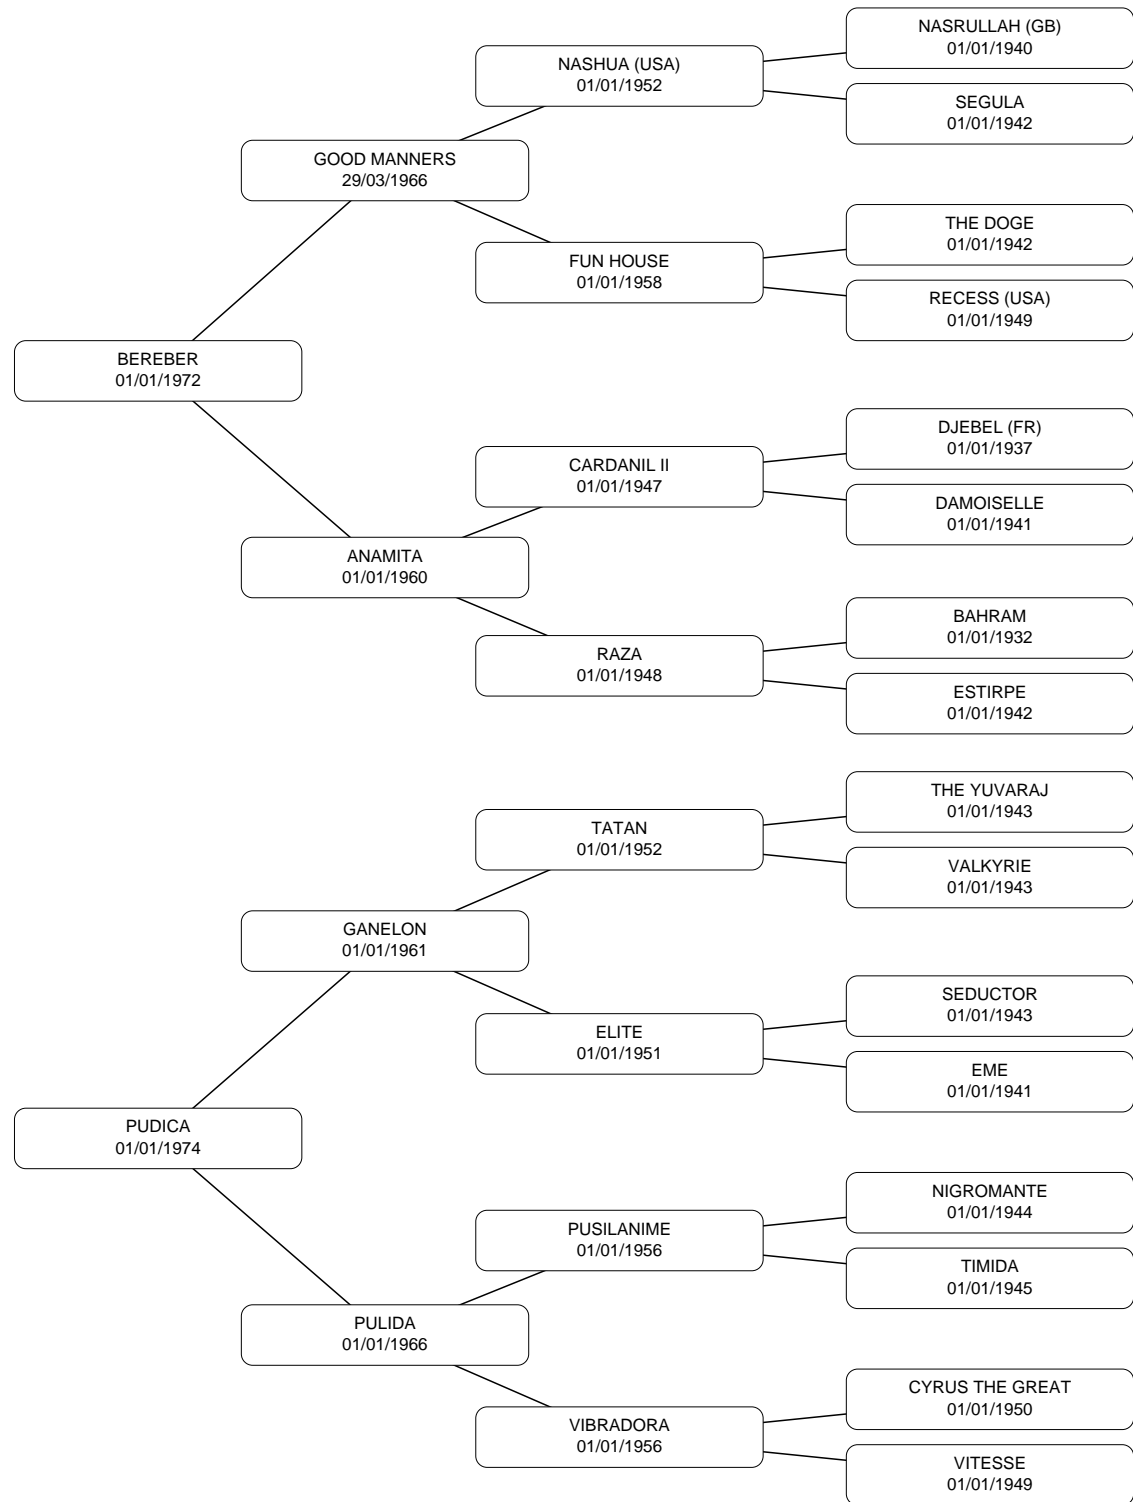 NASRULLAH (GB)
01/01/1940
NASHUA (USA)
01/01/1952
SEGULA
01/01/1942
GOOD MANNERS
29/03/1966
THE DOGE
01/01/1942
FUN HOUSE
01/01/1958
RECESS (USA)
01/01/1949
BEREBER
01/01/1972
DJEBEL (FR)
01/01/1937
CARDANIL II
01/01/1947
DAMOISELLE
01/01/1941
ANAMITA
01/01/1960
BAHRAM
01/01/1932
RAZA
01/01/1948
ESTIRPE
01/01/1942
THE YUVARAJ
01/01/1943
TATAN
01/01/1952
VALKYRIE
01/01/1943
GANELON
01/01/1961
SEDUCTOR
01/01/1943
ELITE
01/01/1951
EME
01/01/1941
PUDICA
01/01/1974
NIGROMANTE
01/01/1944
PUSILANIME
01/01/1956
TIMIDA
01/01/1945
PULIDA
01/01/1966
CYRUS THE GREAT
01/01/1950
VIBRADORA
01/01/1956
VITESSE
01/01/1949